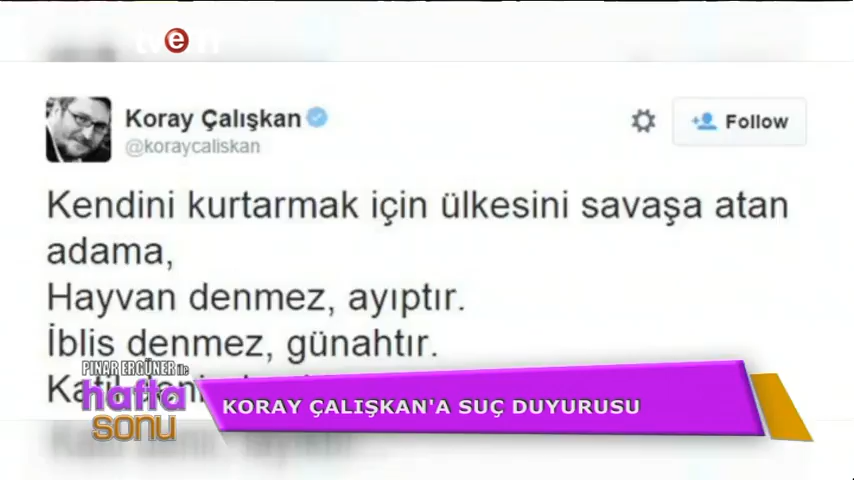 tven
Koray Çalışkan
@koraycaliskan
Follow
Kendini kurtarmak için ülkesini savaşa atan
adama,
Hayvan denmez, ayıptır.
İblis denmez, günahtır.
PINAR ERGÜNER ile
hafta
sonu
KORAY ÇALIŞKAN'A SUÇ DUYURUSU